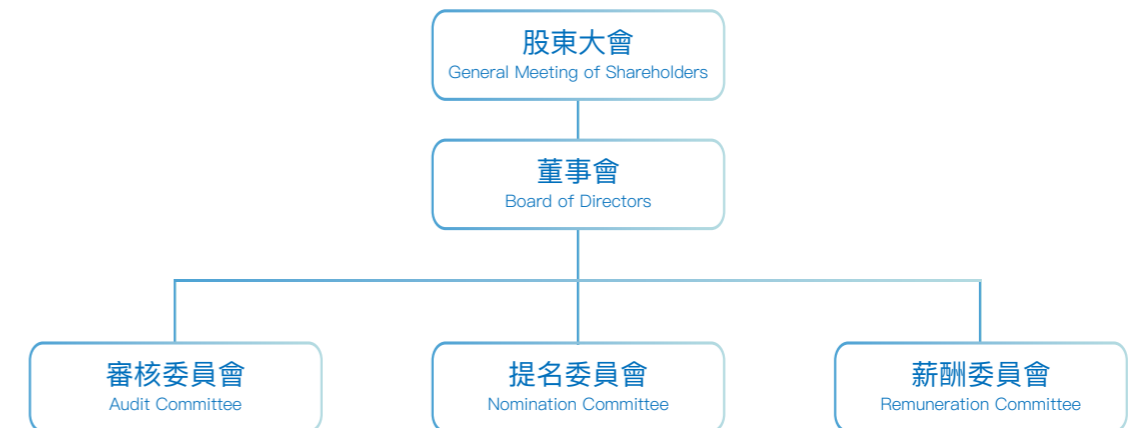 股東大會
General Meeting of Shareholders
董事會
Board of Directors
審核委員會
Audit Committee
提名委員會
Nomination Committee
薪酬委員會
Remuneration Committee